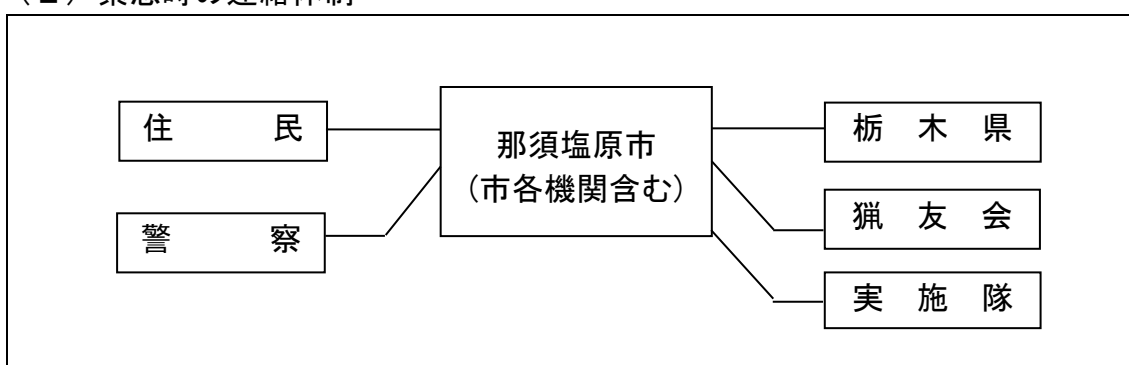 （２）緊急時の連絡体制
住民
警察
那須塩原市
(市各機関含む)
栃木県
猟友会
実施隊